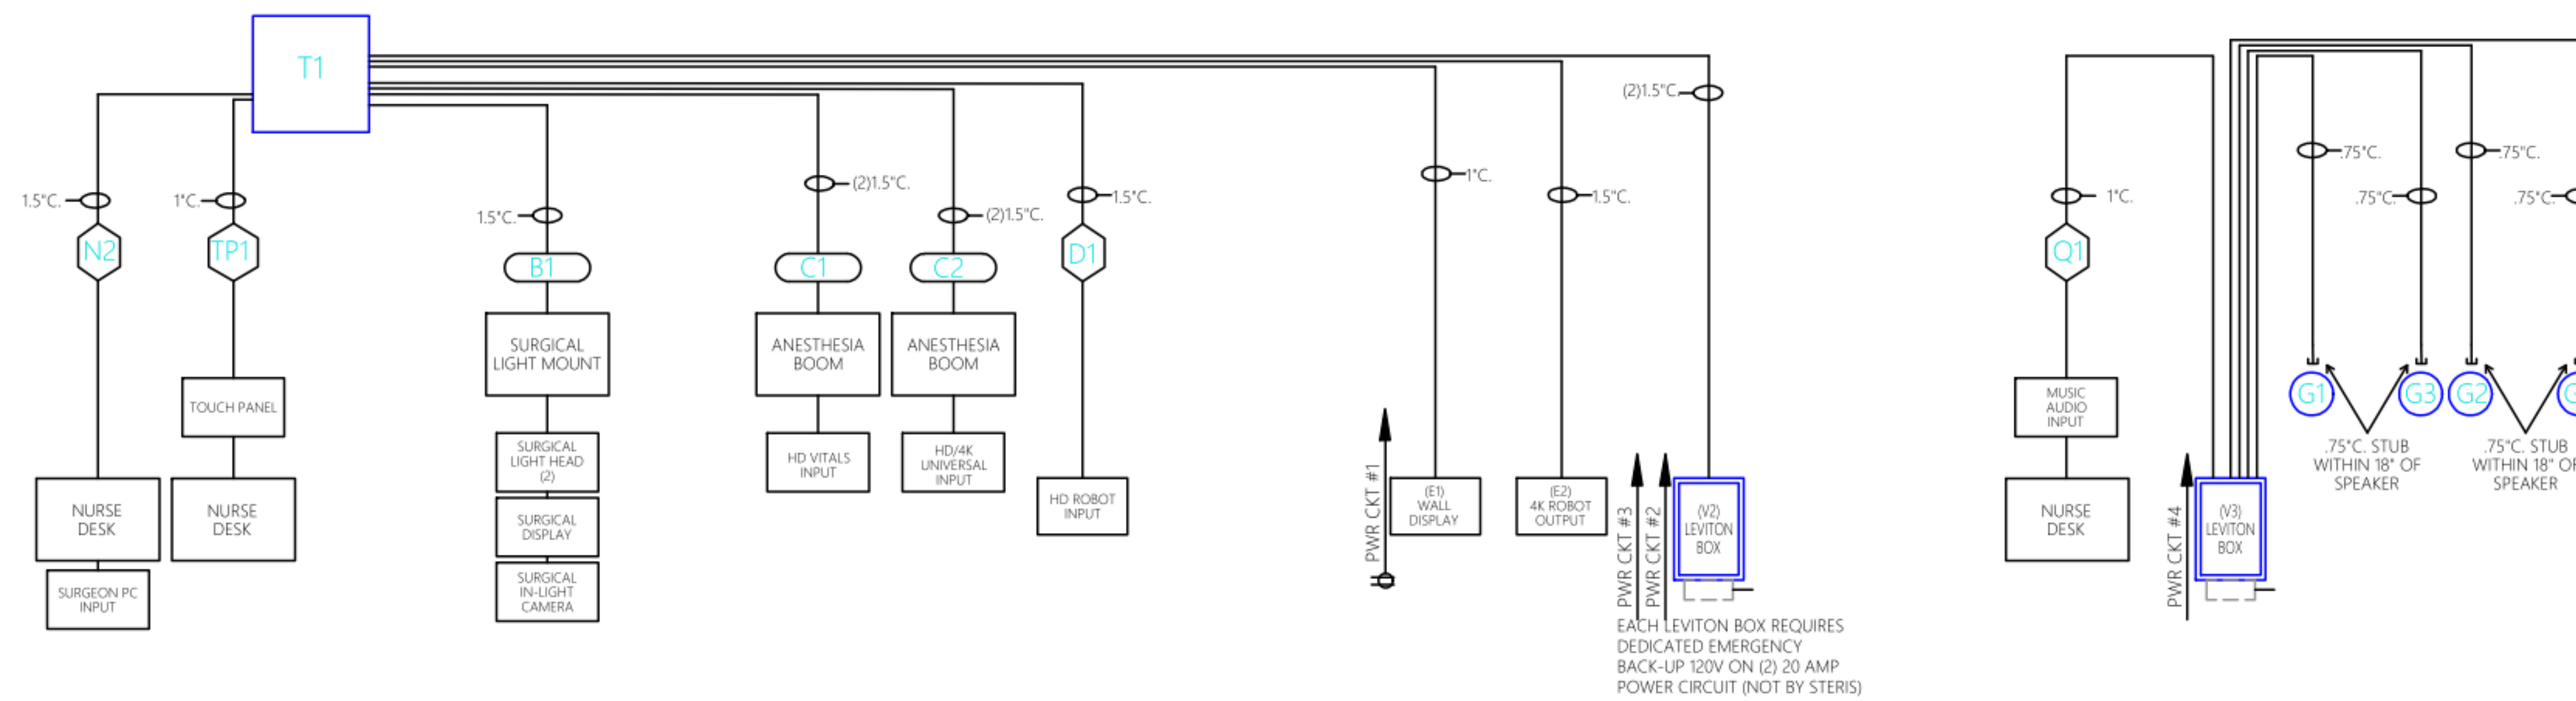 T1
(2)1.5"C.
.75"C.
.75"C.
1.5"C.
1"C.
1.5"C.
(2)1.5"C.
(2)1.5"C.
1.5"C.
1"C.
1.5"C.
1"C.
.75"C.
.75"C.
N2
TP1
B1
C1
C2
D1
Q1
SURGICAL
LIGHT MOUNT
ANESTHESIA
BOOM
ANESTHESIA
BOOM
TOUCH PANEL
MUSIC
AUDIO
INPUT
G1
G3
G2
SURGICAL
LIGHT HEAD
(2)
HD VITALS
INPUT
HD/4K
UNIVERSAL
INPUT
.75"C. STUB
WITHIN 18" OF
SPEAKER
.75"C. STUB
WITHIN 18" OF
SPEAKER
NURSE
DESK
NURSE
DESK
SURGICAL
DISPLAY
HD ROBOT
INPUT
PWR CKT #1
(E1)
WALL
DISPLAY
(E2)
4K ROBOT
OUTPUT
PWR CKT #3
PWR CKT #2
(V2)
LEVITON
BOX
NURSE
DESK
PWR CKT #4
(V3)
LEVITON
BOX
SURGEON PC
INPUT
SURGICAL
IN-LIGHT
CAMERA
EACH LEVITON BOX REQUIRES
DEDICATED EMERGENCY
BACK-UP 120V ON (2) 20 AMP
POWER CIRCUIT (NOT BY STERIS)